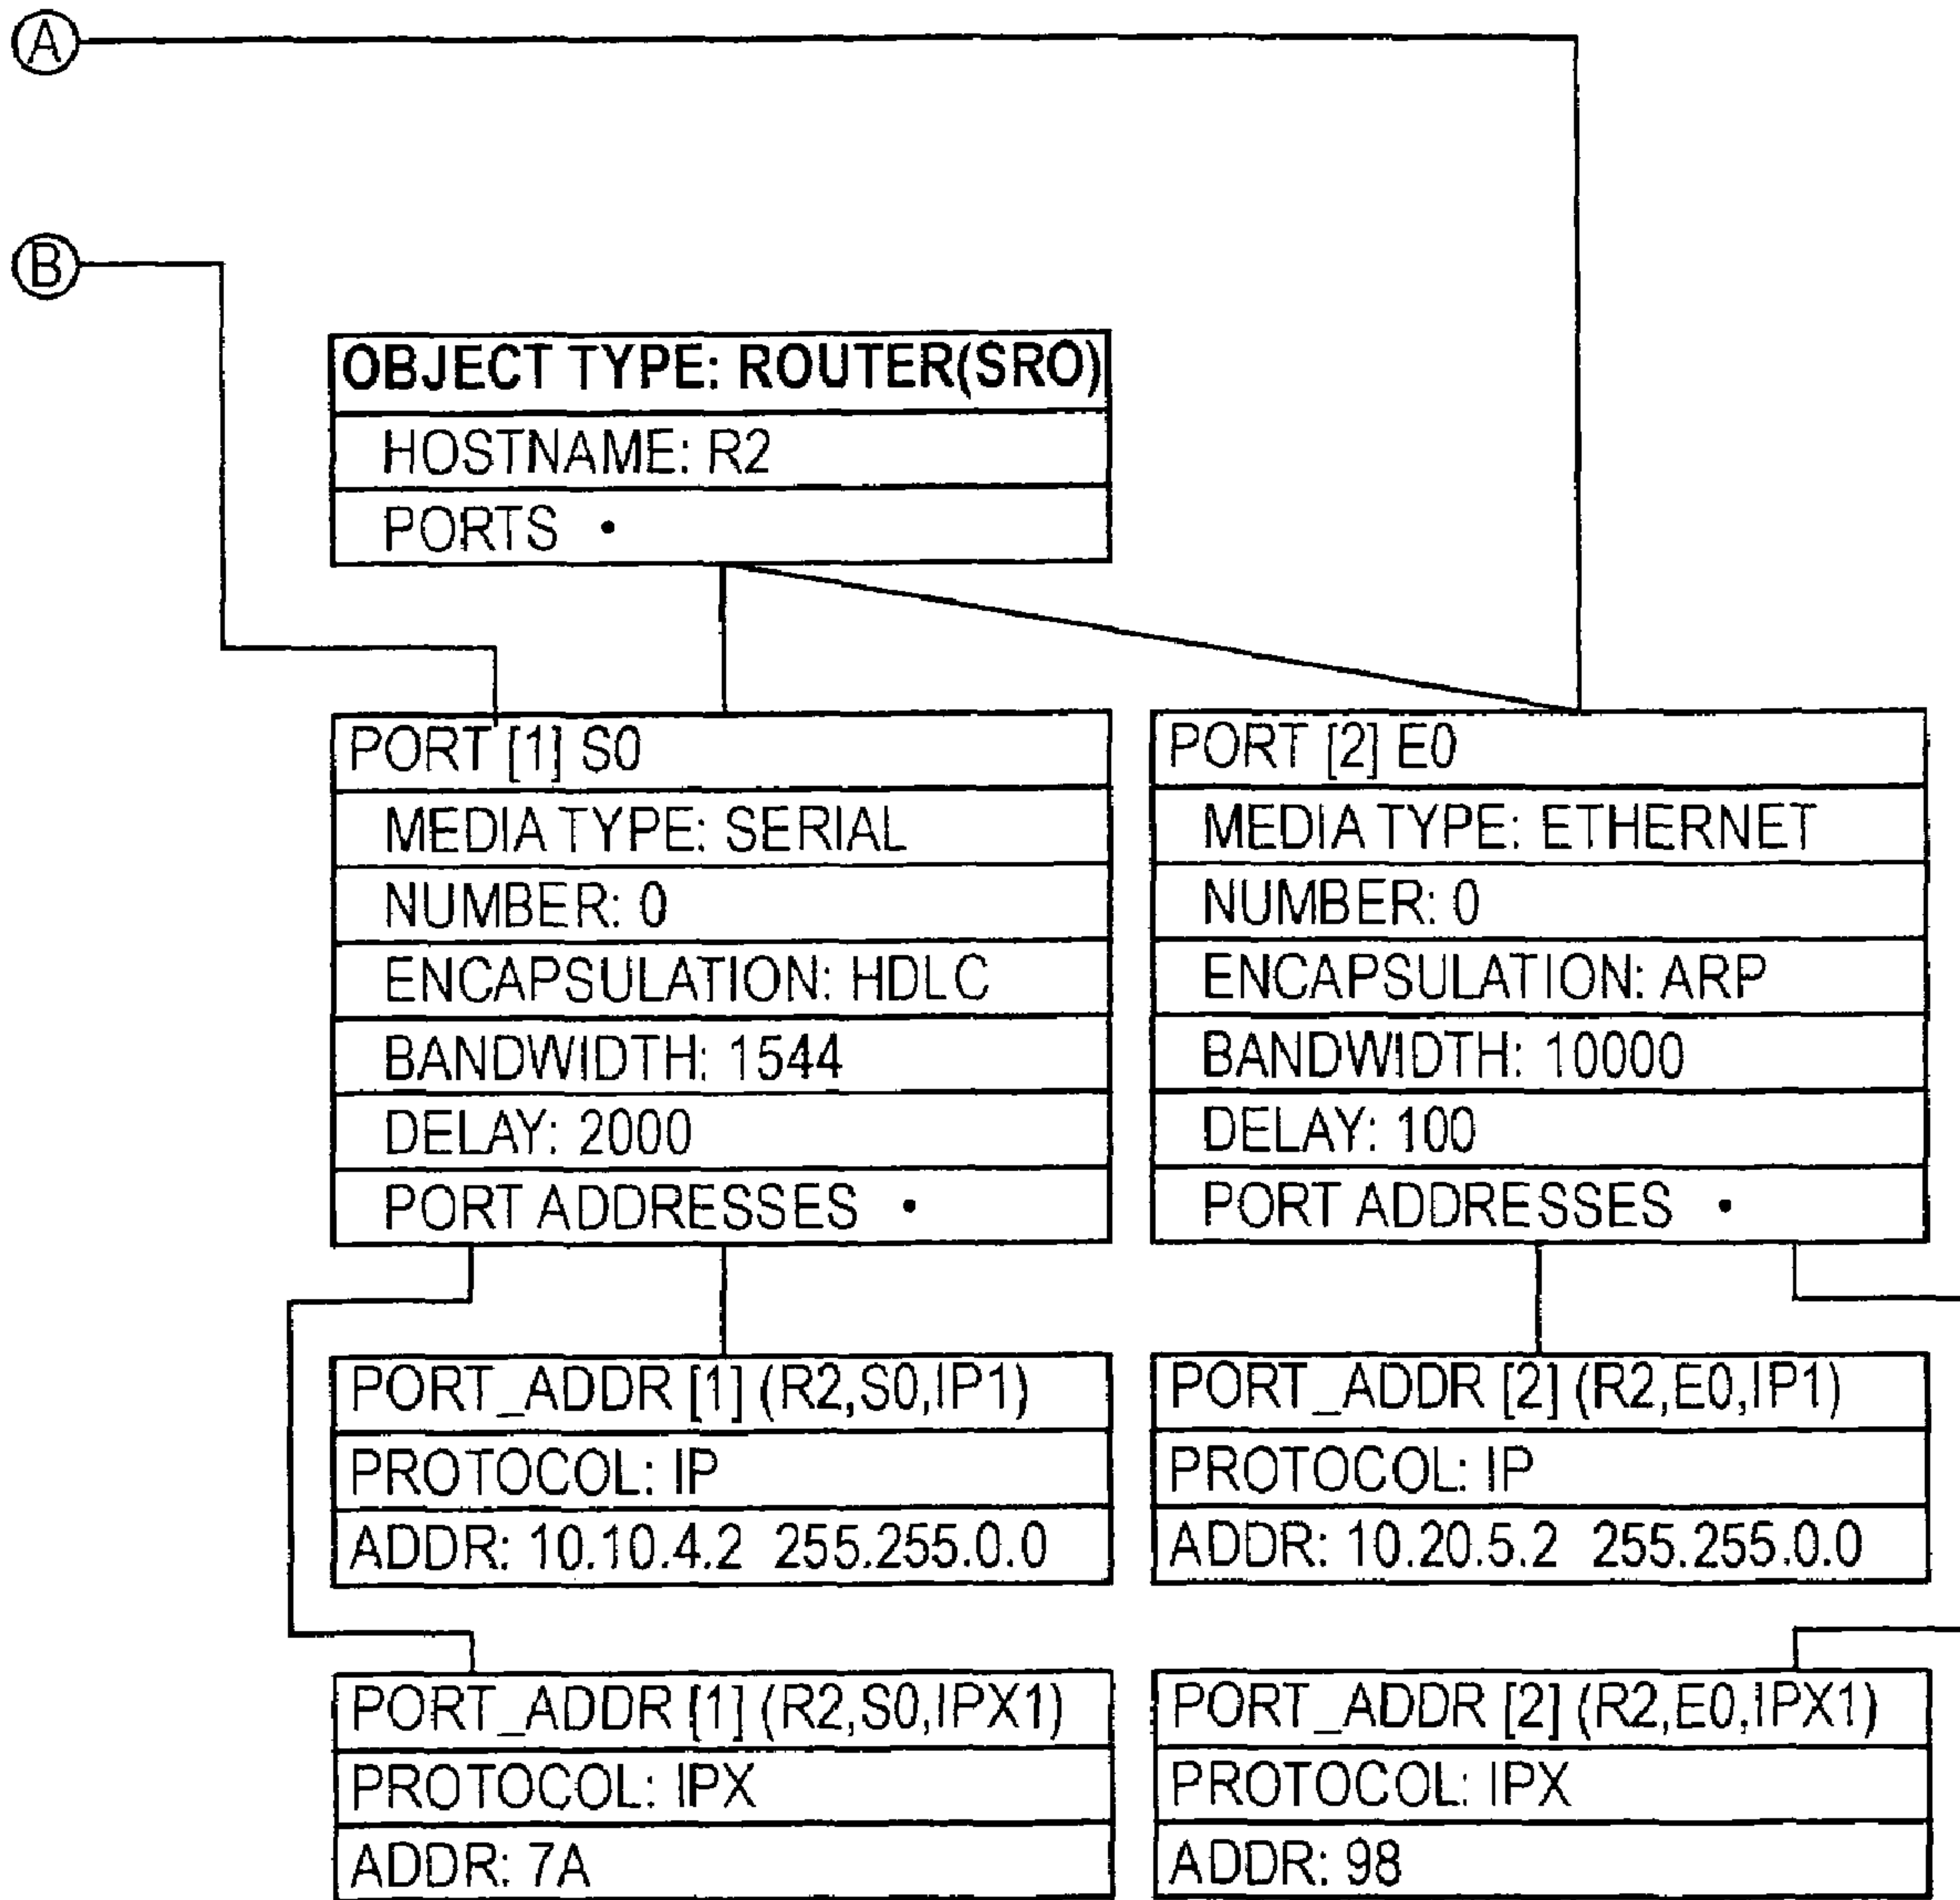 A
B
OBJECT TYPE: ROUTER(SRO)
HOSTNAME: R2
PORTS •
PORT [1] S0
MEDIA TYPE: SERIAL
NUMBER: 0
ENCAPSULATION: HDLC
BANDWIDTH: 1544
DELAY: 2000
PORT ADDRESSES •
PORT [2] E0
MEDIA TYPE: ETHERNET
NUMBER: 0
ENCAPSULATION: ARP
BANDWIDTH: 10000
DELAY: 100
PORT ADDRESSES •
PORT_ADDR [1] (R2,S0,IP1)
PROTOCOL: IP
ADDR: 10.10.4.2 255.255.0.0
PORT_ADDR [2] (R2,E0,IP1)
PROTOCOL: IP
ADDR: 10.20.5.2 255.255.0.0
PORT_ADDR [1] (R2,S0,IPX1)
PROTOCOL: IPX
ADDR: 7A
PORT_ADDR [2] (R2,E0,IPX1)
PROTOCOL: IPX
ADDR: 98